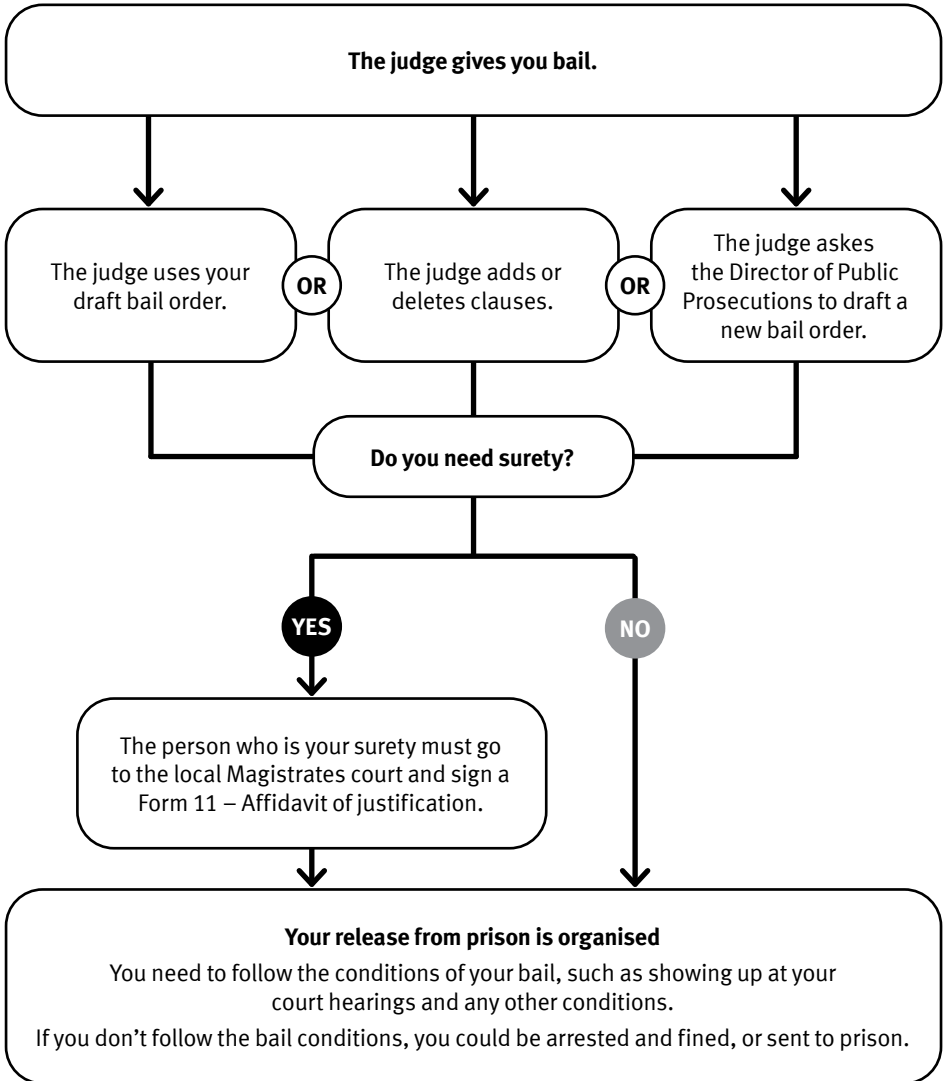 The judge gives you bail.
The judge uses your
draft bail order.
OR
The judge adds or
deletes clauses.
OR
The judge askes
the Director of Public
Prosecutions to draft a
new bail order.
Do you need surety?
YES
NO
The person who is your surety must go
to the local Magistrates court and sign a
Form 11 – Affidavit of justification.
Your release from prison is organised
You need to follow the conditions of your bail, such as showing up at your
court hearings and any other conditions.
If you don’t follow the bail conditions, you could be arrested and fined, or sent to prison.